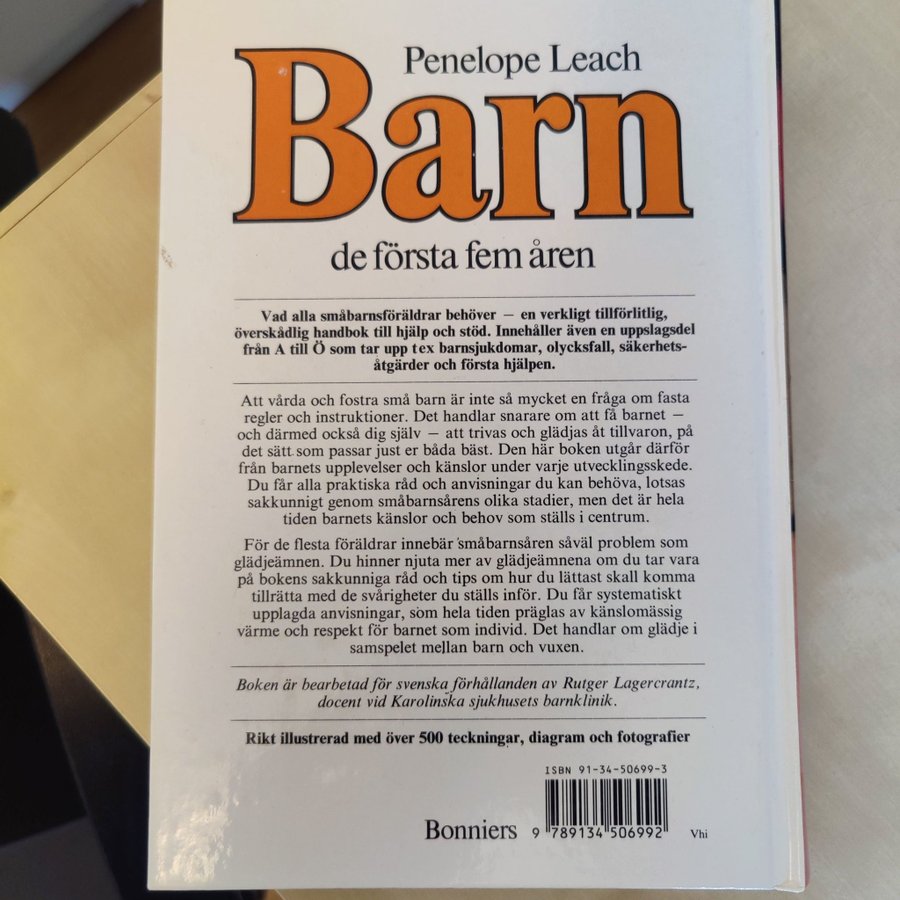 Penelope Leach
Barn
de första fem åren
Vad alla småbarnsföräldrar behöver — en verkligt tillförlitlig,
överskådlig handbok till hjälp och stöd. Innehåller även en uppslagsdel
från A till Ö som tar upp t ex barnsjukdomar, olycksfall, säkerhets-
åtgärder och första hjälpen.
Att vårda och fostra små barn är inte så mycket en fråga om fasta
regler och instruktioner. Det handlar snarare om att få barnet —
och därmed också dig själv — att trivas och glädjas åt tillvaron, på
det sätt som passar just er båda bäst. Den här boken utgår därför
från barnets upplevelser och känslor under varje utvecklingsskede.
Du får alla praktiska råd och anvisningar du kan behöva, lotsas
sakkunnigt genom småbarnsårens olika stadier, men det är hela
tiden barnets känslor och behov som ställs i centrum.
För de flesta föräldrar innebär småbarnsåren såväl problem som
glädjeämnen. Du hinner njuta mer av glädjeämnena om du tar vara
på bokens sakkunniga råd och tips om hur du lättast skall komma
tillrätta med de svårigheter du ställs inför. Du får systematiskt
upplagda anvisningar, som hela tiden präglas av känslomässig
värme och respekt för barnet som individ. Det handlar om glädje i
samspelet mellan barn och vuxen.
Boken är bearbetad för svenska förhållanden av Rutger Lagercrantz,
docent vid Karolinska sjukhusets barnklinik.
Rikt illustrerad med över 500 teckningar, diagram och fotografier
ISBN 91-34-50699-3
Bonniers 9 789134 506992 Vhi